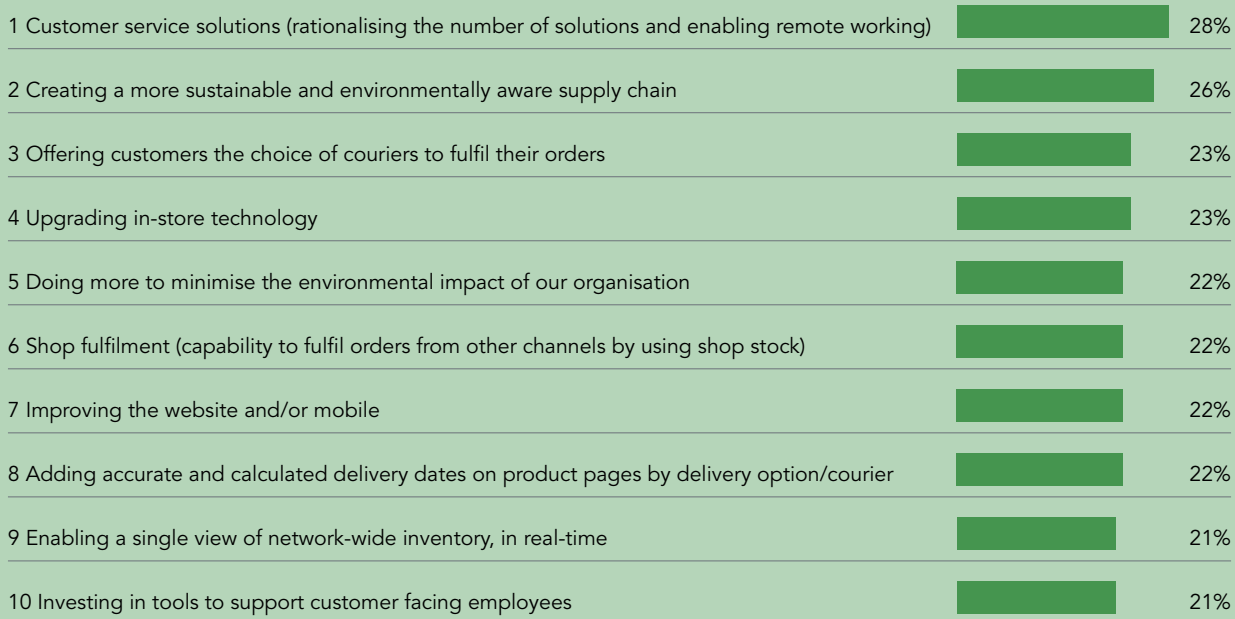 1 Customer service solutions (rationalising the number of solutions and enabling remote working) 28%
2 Creating a more sustainable and environmentally aware supply chain 26%
3 Offering customers the choice of couriers to fulfil their orders 23%
4 Upgrading in-store technology 23%
5 Doing more to minimise the environmental impact of our organisation 22%
6 Shop fulfilment (capability to fulfil orders from other channels by using shop stock) 22%
7 Improving the website and/or mobile 22%
8 Adding accurate and calculated delivery dates on product pages by delivery option/courier 22%
9 Enabling a single view of network-wide inventory, in real-time 21%
10 Investing in tools to support customer facing employees 21%